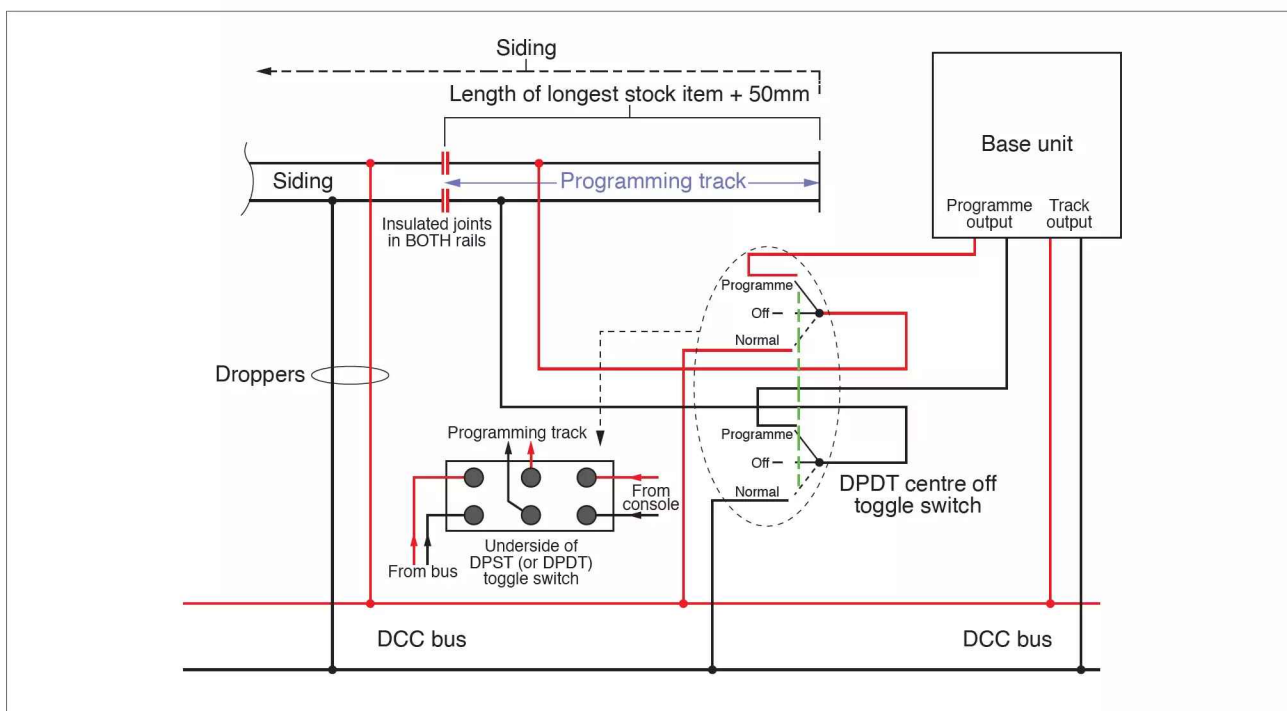 Siding
Length of longest stock item + 50mm
Base unit
Siding
Programming track
Programme
output
Track
output
Insulated joints
in BOTH rails
Programme
Off
Normal
Droppers
Programming track
Programme
Off
Normal
DPDT centre off
toggle switch
From
console
From bus
Underside of
DPST (or DPDT)
toggle switch
DCC bus
DCC bus